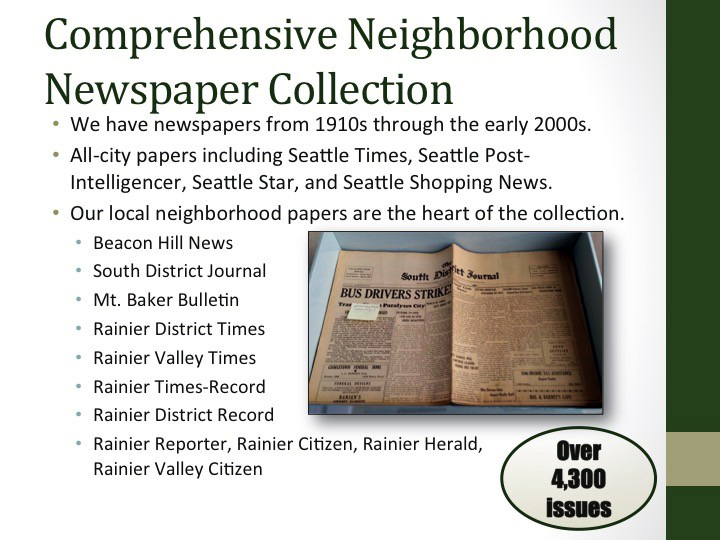 Comprehensive Neighborhood
Newspaper Collection
• We have newspapers from 1910s through the early 2000s.
• All-city papers including Seattle Times, Seattle Post-
Intelligencer, Seattle Star, and Seattle Shopping News.
• Our local neighborhood papers are the heart of the collection.
• Beacon Hill News
• South District Journal
• Mt. Baker Bulletin
• Rainier District Times
• Rainier Valley Times
• Rainier Times-Record
• Rainier District Record
• Rainier Reporter, Rainier Citizen, Rainier Herald,
Rainier Valley Citizen
The
South District Journal
BUS DRIVERS STRIKE
Paralyzes City
Over
4,300
issues